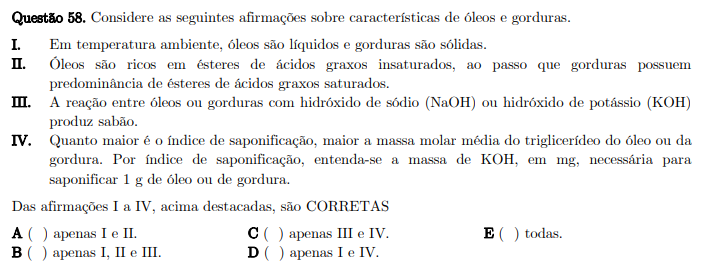 Questão 58. Considere as seguintes afirmações sobre características de óleos e gorduras.
I. Em temperatura ambiente, óleos são líquidos e gorduras são sólidas.
II. Óleos são ricos em ésteres de ácidos graxos insaturados, ao passo que gorduras possuem
predominância de ésteres de ácidos graxos saturados.
III. A reação entre óleos ou gorduras com hidróxido de sódio (NaOH) ou hidróxido de potássio (KOH)
produz sabão.
IV. Quanto maior é o índice de saponificação, maior a massa molar média do triglicerídeo do óleo ou da
gordura. Por índice de saponificação, entenda-se a massa de KOH, em mg, necessária para
saponificar 1 g de óleo ou de gordura.
Das afirmações I a IV, acima destacadas, são CORRETAS
A ( ) apenas I e II.
B ( ) apenas I, II e III.
C ( ) apenas III e IV.
D ( ) apenas I e IV.
E ( ) todas.